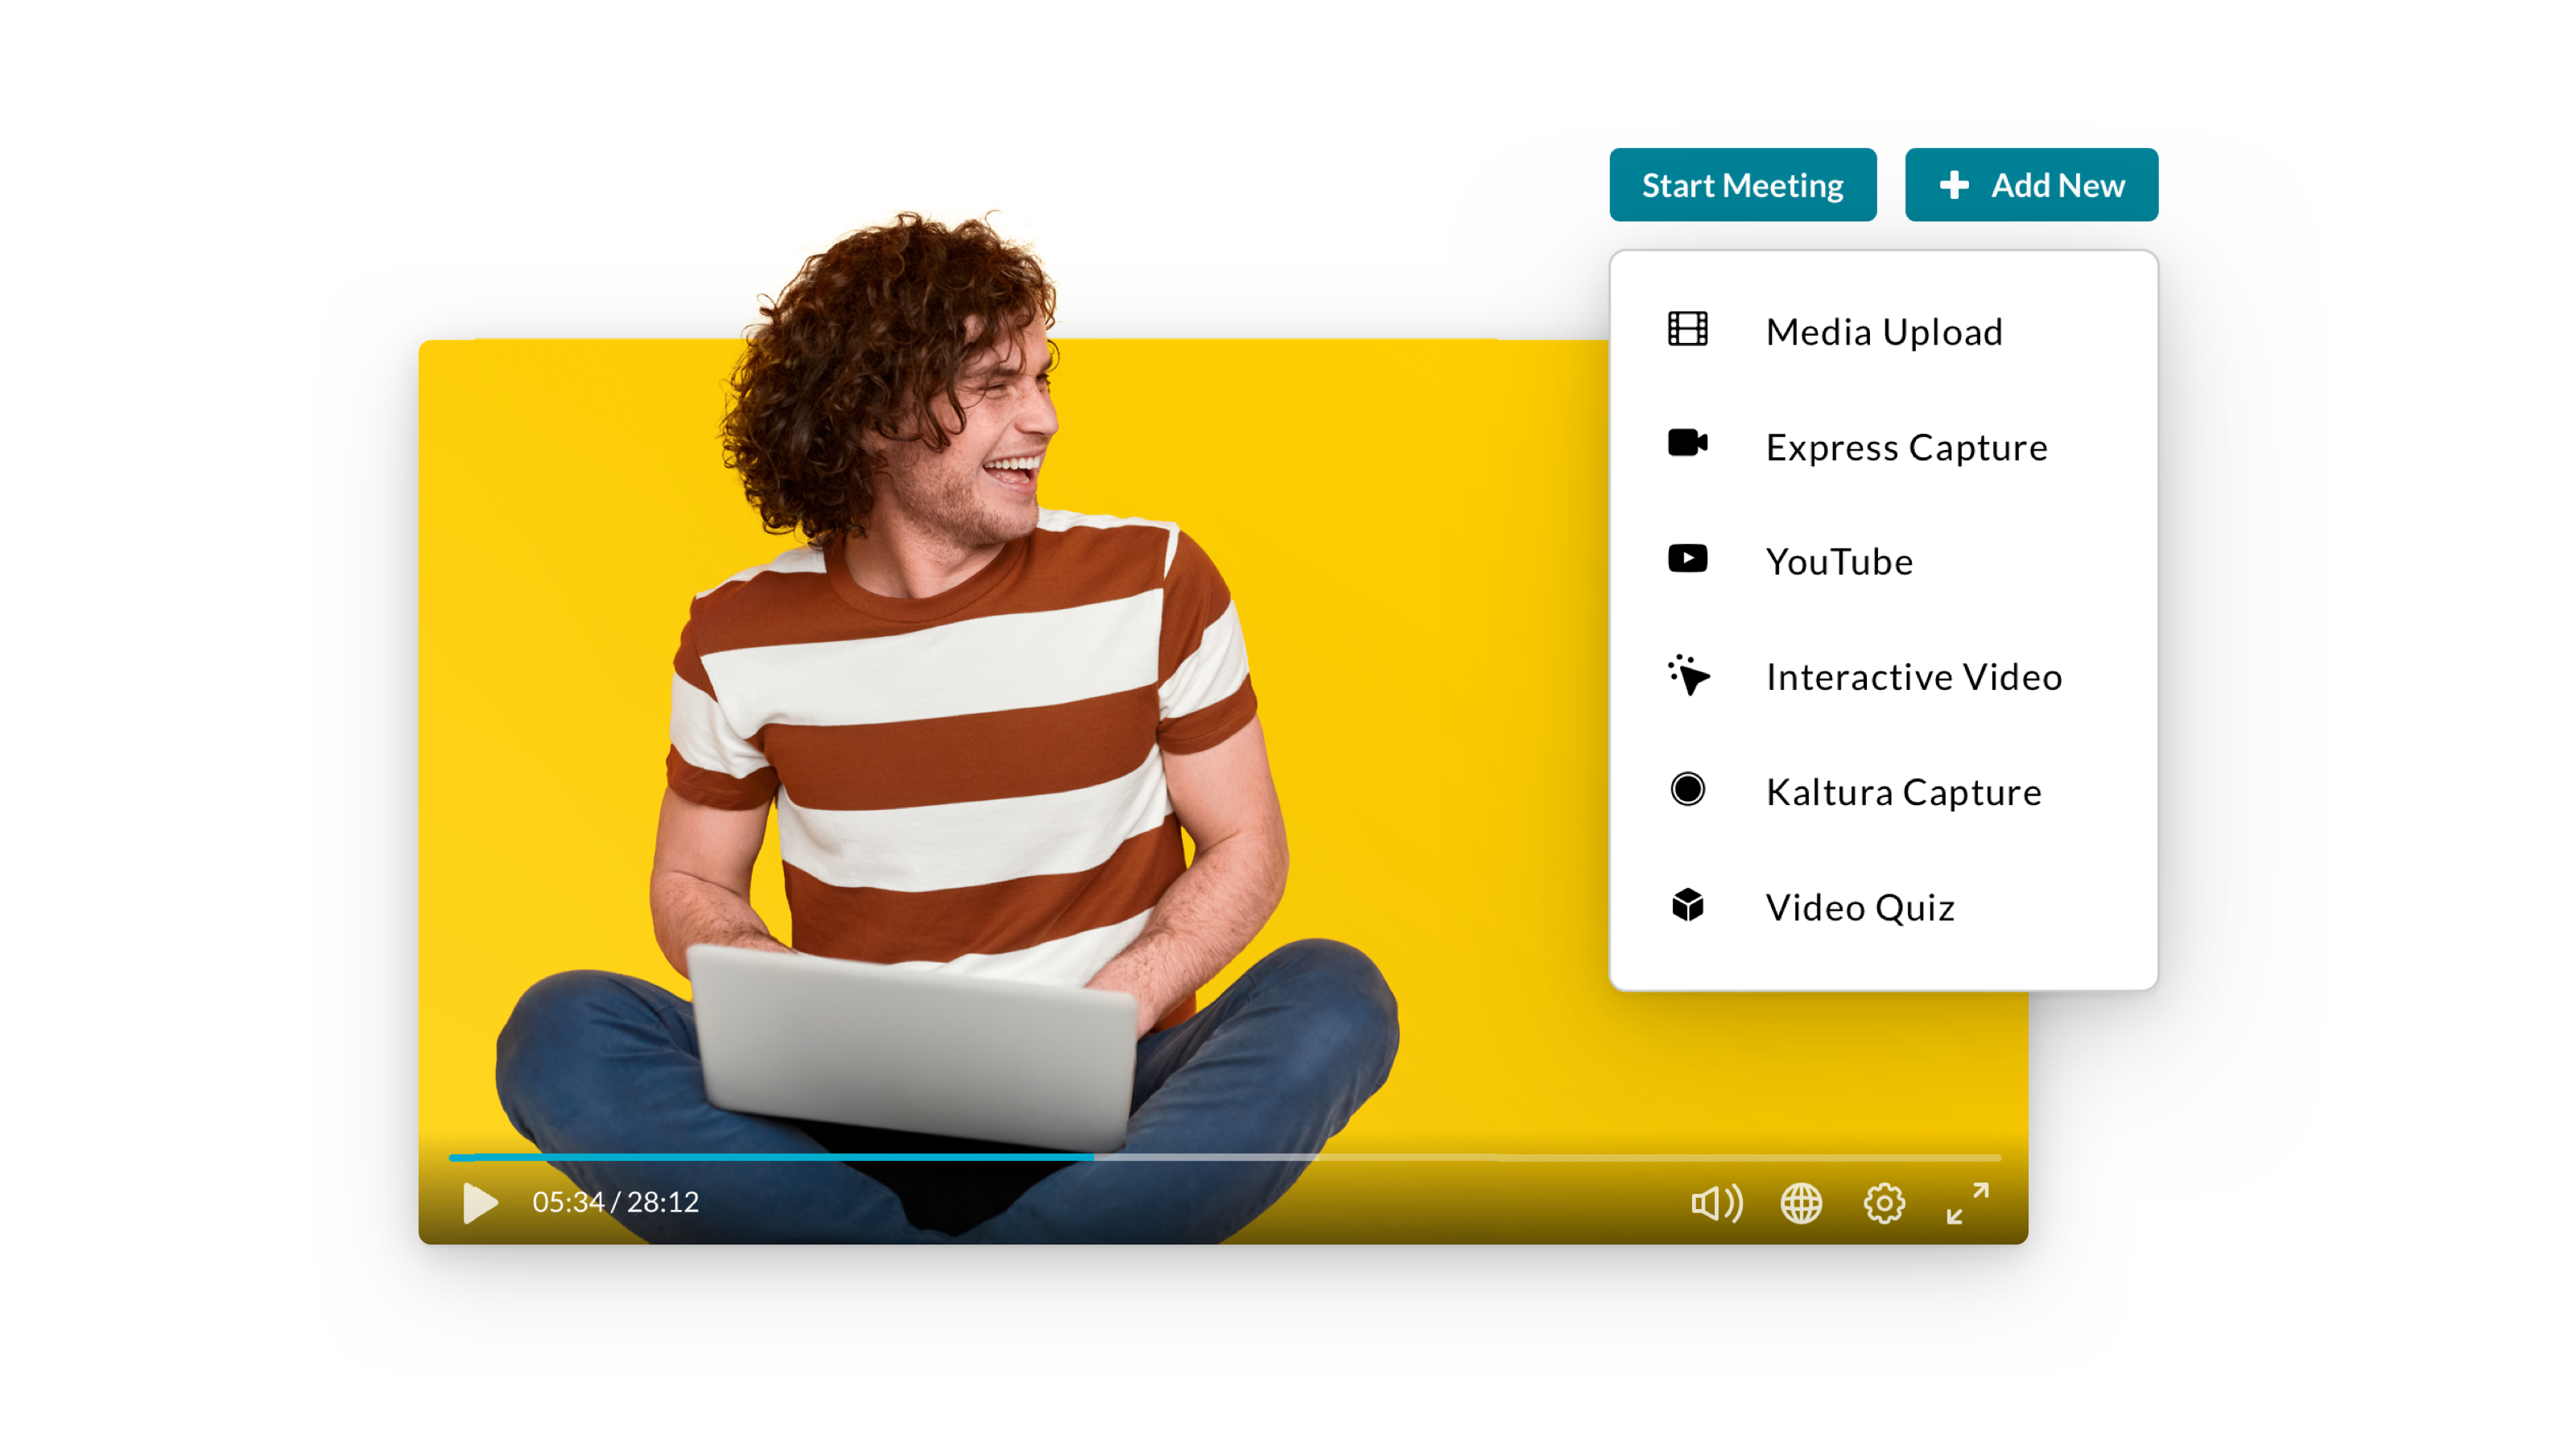 Start Meeting
Add New
Media Upload
Express Capture
YouTube
Interactive Video
Kaltura Capture
Video Quiz
05:34 / 28:12